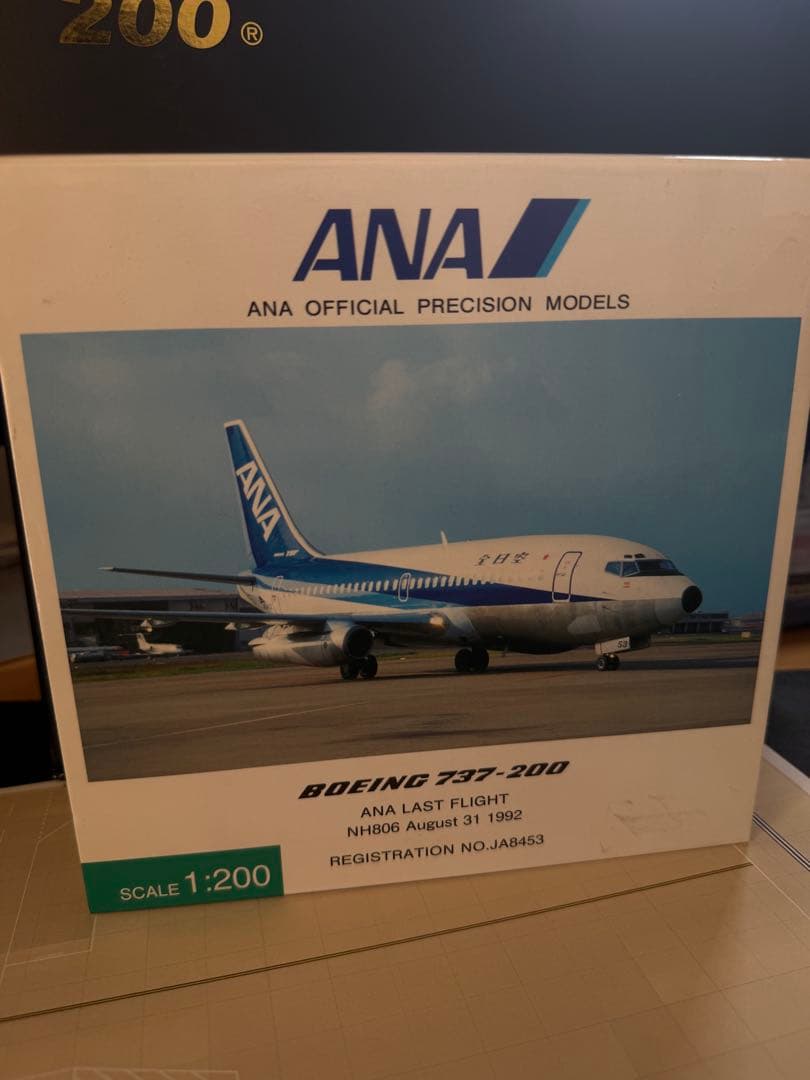 200®
ANA
ANA OFFICIAL PRECISION MODELS
ANA
全日空
53
BOEING 737-200
ANA LAST FLIGHT
NH806 August 31 1992
REGISTRATION NO.JA8453
SCALE 1:200